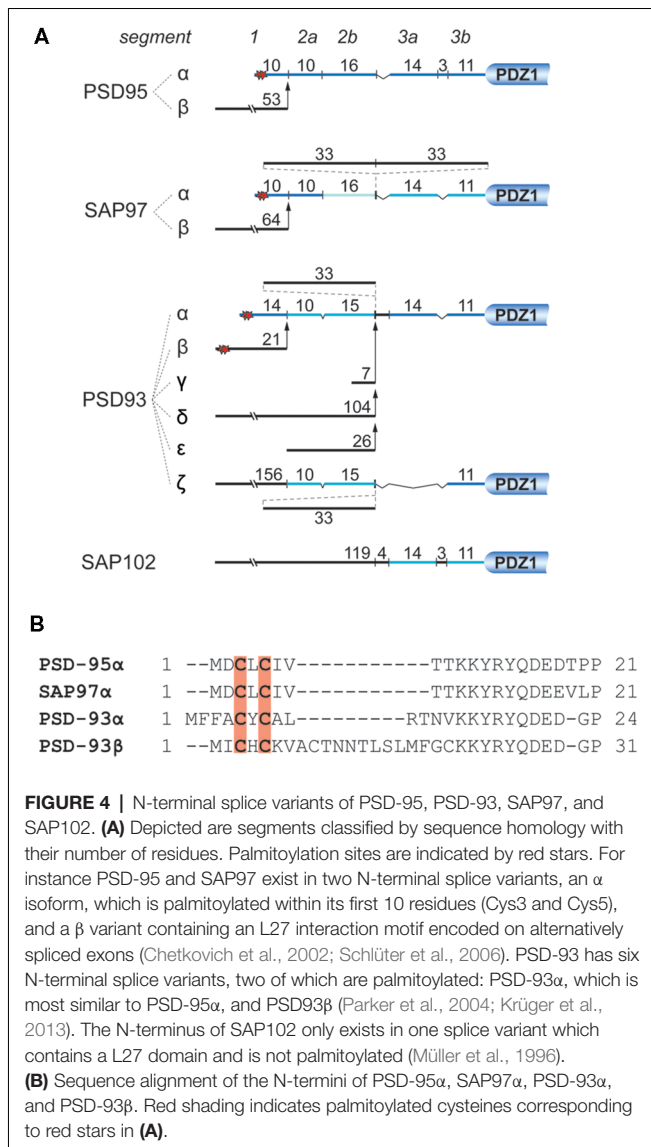 A
segment 1 2a 2b 3a 3b
10 10 16 14 3 11
PSD95 α PDZ1
β 53
33 33
10 10 16 14 11
SAP97 α PDZ1
β 64
33
14 10 15 14 11
α PDZ1
β 21
γ 7
PSD93
δ 104
ε 26
156 10 15 11
ζ PDZ1
33
119 4 14 3 11
SAP102 PDZ1
B
PSD-95α 1 --MDCLCIV-----------TTKKYRYQDEDTPP 21
SAP97α 1 --MDCLCIV-----------TTKKYRYQDEEVLP 21
PSD-93α 1 MFFACYCAL---------RTNVKKYRYQDED-GP 24
PSD-93β 1 --MICHCKVACTNNTLSLMFGCKKYRYQDED-GP 31
FIGURE 4 | N-terminal splice variants of PSD-95, PSD-93, SAP97, and
SAP102. (A) Depicted are segments classified by sequence homology with
their number of residues. Palmitoylation sites are indicated by red stars. For
instance PSD-95 and SAP97 exist in two N-terminal splice variants, an α
isoform, which is palmitoylated within its first 10 residues (Cys3 and Cys5),
and a β variant containing an L27 interaction motif encoded on alternatively
spliced exons (Chetkovich et al., 2002; Schlüter et al., 2006). PSD-93 has six
N-terminal splice variants, two of which are palmitoylated: PSD-93α, which is
most similar to PSD-95α, and PSD93β (Parker et al., 2004; Krüger et al.,
2013). The N-terminus of SAP102 only exists in one splice variant which
contains a L27 domain and is not palmitoylated (Müller et al., 1996).
(B) Sequence alignment of the N-termini of PSD-95α, SAP97α, PSD-93α,
and PSD-93β. Red shading indicates palmitoylated cysteines corresponding
to red stars in (A).